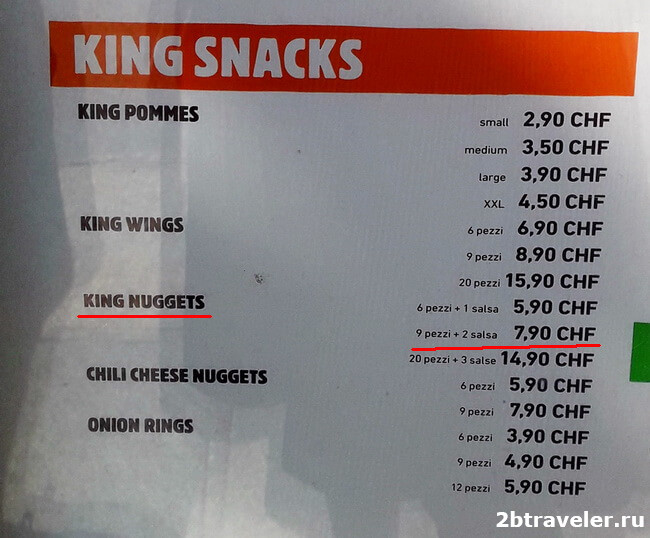 KING SNACKS
KING POMMES small 2,90 CHF
medium 3,50 CHF
large 3,90 CHF
XXL 4,50 CHF
KING WINGS 6 pezzi 6,90 CHF
9 pezzi 8,90 CHF
20 pezzi 15,90 CHF
KING NUGGETS 6 pezzi + 1 salsa 5,90 CHF
9 pezzi + 2 salsa 7,90 CHF
20 pezzi + 3 salse 14,90 CHF
CHILI CHEESE NUGGETS 6 pezzi 5,90 CHF
9 pezzi 7,90 CHF
ONION RINGS 6 pezzi 3,90 CHF
9 pezzi 4,90 CHF
12 pezzi 5,90 CHF
2btraveler.ru